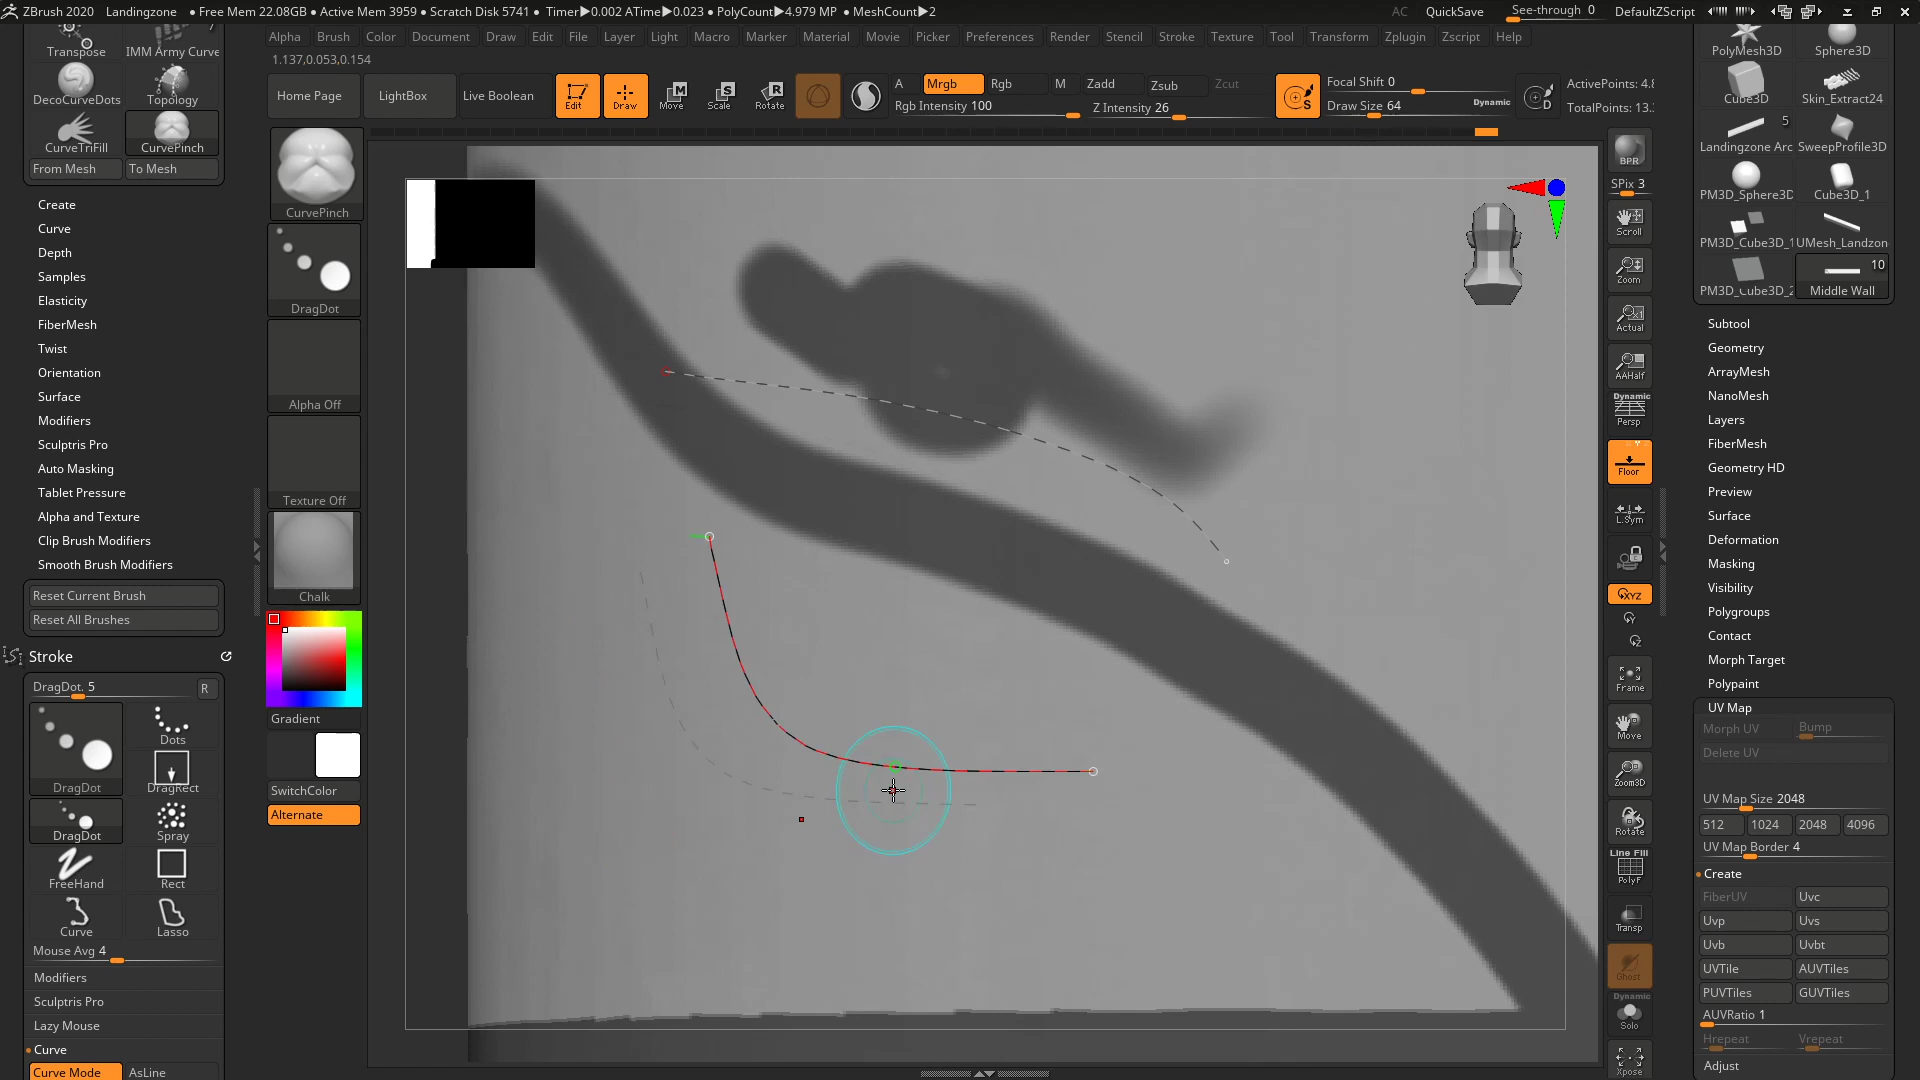 ZBrush 2020 Landingzone • Free Mem 22.08GB • Active Mem 3959 • Scratch Disk 5741 • Timer▶0.002 ATime▶0.023 • PolyCount▶4.979 MP • MeshCount▶2 AC QuickSave See-through 0 DefaultZScript
Alpha Brush Color Document Draw Edit File Layer Light Macro Marker Material Movie Picker Preferences Render Stencil Stroke Texture Tool Transform Zplugin Zscript Help
1.137,0.053,0.154
Home Page LightBox Live Boolean Edit Draw Move Scale Rotate A Mrgb Rgb M Zadd Zsub Zcut Focal Shift 0 ActivePoints: 4.8
Rgb Intensity 100 Z Intensity 26 Draw Size 64 Dynamic TotalPoints: 13.
Transpose IMM Army Curve
DecoCurveDots Topology
CurveTriFill CurvePinch
From Mesh To Mesh
Create
Curve
Depth
Samples
Elasticity
FiberMesh
Twist
Orientation
Surface
Modifiers
Sculptris Pro
Auto Masking
Tablet Pressure
Alpha and Texture
Clip Brush Modifiers
Smooth Brush Modifiers
Reset Current Brush
Reset All Brushes
Stroke
DragDot. 5 R
Dots
DragDot DragRect
DragDot Spray
FreeHand Rect
Curve Lasso
Mouse Avg 4
Modifiers
Sculptris Pro
Lazy Mouse
Curve
Curve Mode AsLine
CurvePinch
DragDot
Alpha Off
Texture Off
Chalk
Gradient
SwitchColor
Alternate
BPR
SPix 3
Scroll
Zoom
Actual
AAHalf
Dynamic
Persp
Floor
L.Sym
XYZ
Frame
Move
Zoom3D
Rotate
Line Fill
PolyF
Transp
Ghost
Dynamic
Solo
Xpose
PolyMesh3D Sphere3D
Cube3D Skin_Extract24
5
Landingzone Arc SweepProfile3D
PM3D_Sphere3D Cube3D_1
PM3D_Cube3D_1 UMesh_Landzon
10
PM3D_Cube3D_2 Middle Wall
Subtool
Geometry
ArrayMesh
NanoMesh
Layers
FiberMesh
Geometry HD
Preview
Surface
Deformation
Masking
Visibility
Polygroups
Contact
Morph Target
Polypaint
UV Map
Morph UV Bump
Delete UV
UV Map Size 2048
512 1024 2048 4096
UV Map Border 4
Create
FiberUV Uvc
Uvp Uvs
Uvb Uvbt
UVTile AUVTiles
PUVTiles GUVTiles
AUVRatio 1
Hrepeat Vrepeat
Adjust